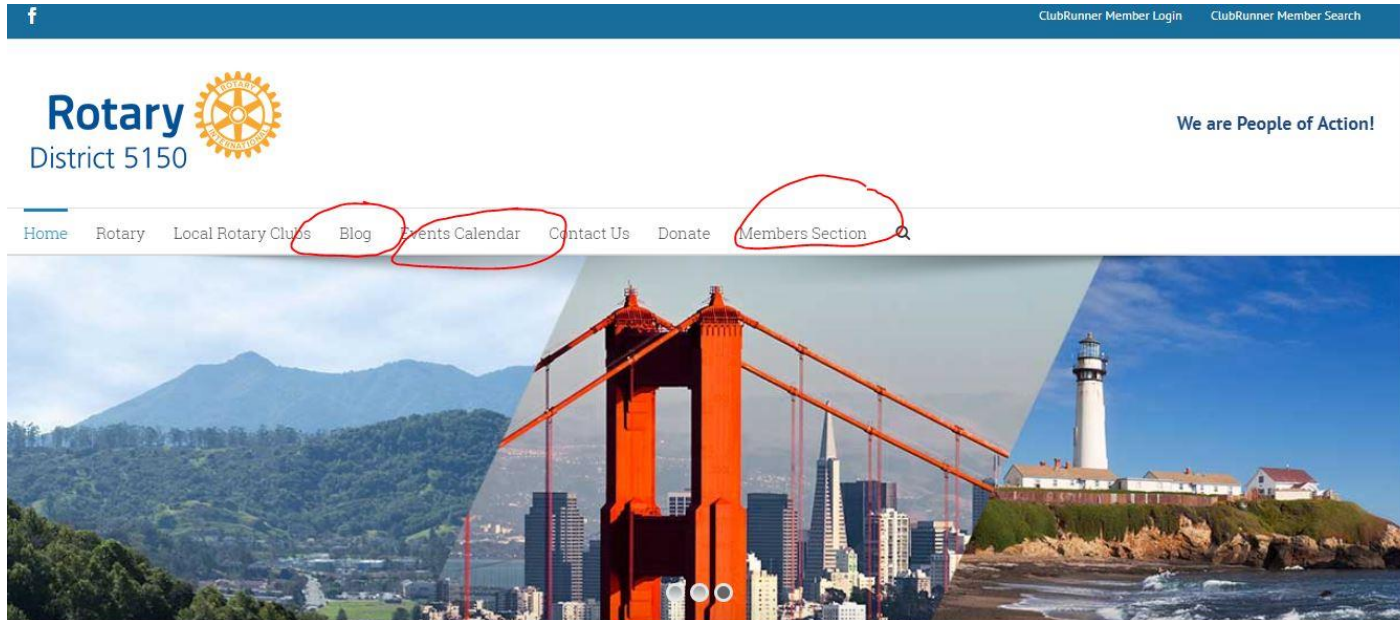 f
ClubRunner Member Login ClubRunner Member Search
Rotary
ROTARY INTERNATIONAL
District 5150
We are People of Action!
Home Rotary Local Rotary Clubs Blog Events Calendar Contact Us Donate Members Section